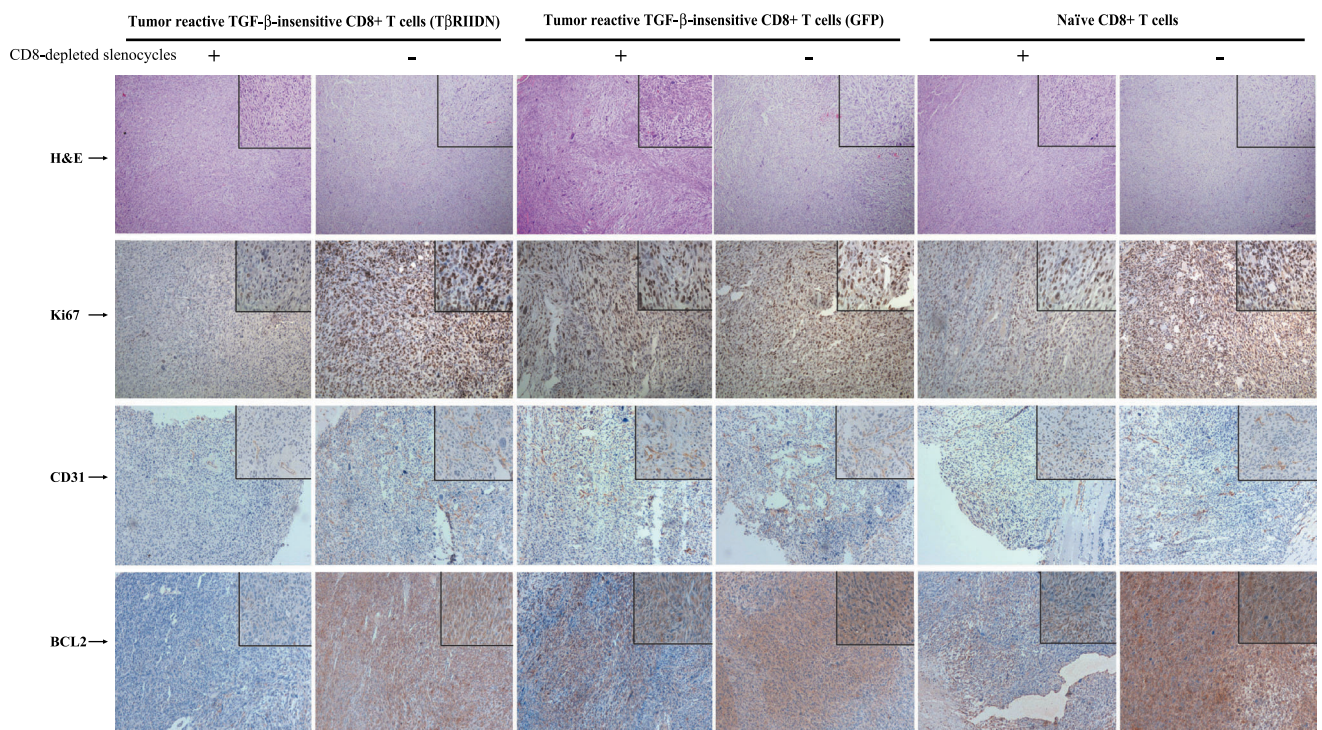 Tumor reactive TGF-β-insensitive CD8+ T cells (TβRIIDN)
Tumor reactive TGF-β-insensitive CD8+ T cells (GFP)
Naïve CD8+ T cells
CD8-depleted slenocycles
+
-
+
-
+
-
H&E
Ki67
CD31
BCL2